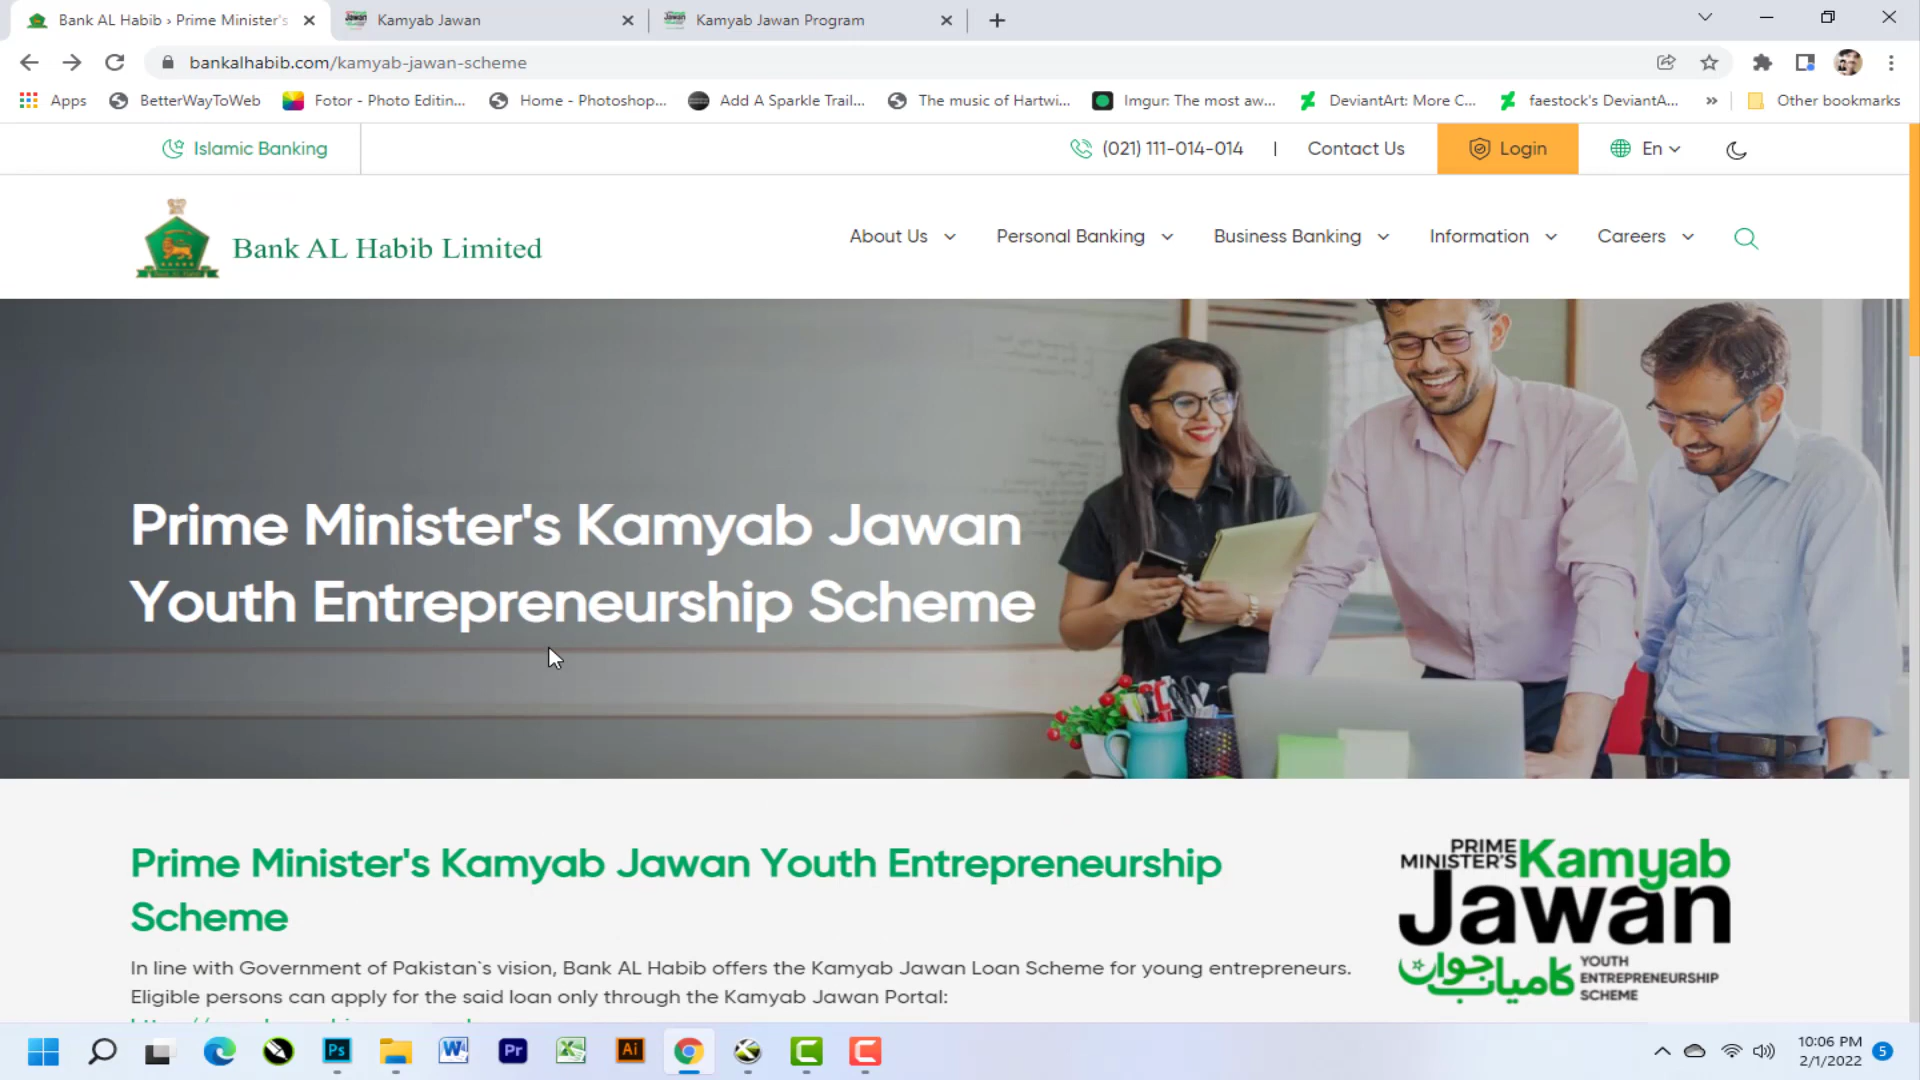 Bank AL Habib › Prime Minister's
Kamyab Jawan
Kamyab Jawan Program
bankalhabib.com/kamyab-jawan-scheme
Apps
BetterWayToWeb
Fotor - Photo Editin...
Home - Photoshop...
Add A Sparkle Trail...
The music of Hartwi...
Imgur: The most aw...
DeviantArt: More C...
faestock's DeviantA...
»
Other bookmarks
Islamic Banking
(021) 111-014-014
|
Contact Us
Login
En
Bank AL Habib Limited
About Us
Personal Banking
Business Banking
Information
Careers
Prime Minister's Kamyab Jawan
Youth Entrepreneurship Scheme
Prime Minister's Kamyab Jawan Youth Entrepreneurship
Scheme
In line with Government of Pakistan`s vision, Bank AL Habib offers the Kamyab Jawan Loan Scheme for young entrepreneurs.
Eligible persons can apply for the said loan only through the Kamyab Jawan Portal:
PRIME
MINISTER'S Kamyab
Jawan
کامیاب جوان
YOUTH
ENTREPRENEURSHIP
SCHEME
Ps
W
Pr
X
Ai
10:06 PM
2/1/2022
5